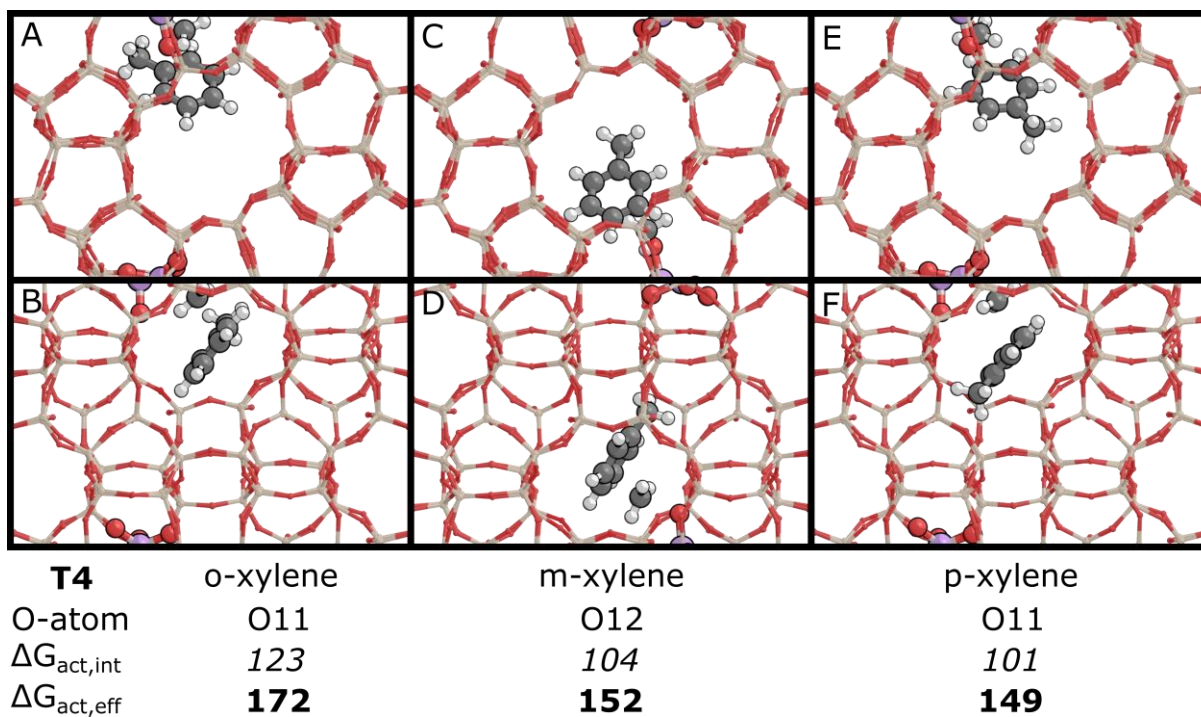 A
C
E
B
D
F
T4 o-xylene m-xylene p-xylene
O-atom O11 O12 O11
ΔGact,int 123 104 101
ΔGact,eff 172 152 149